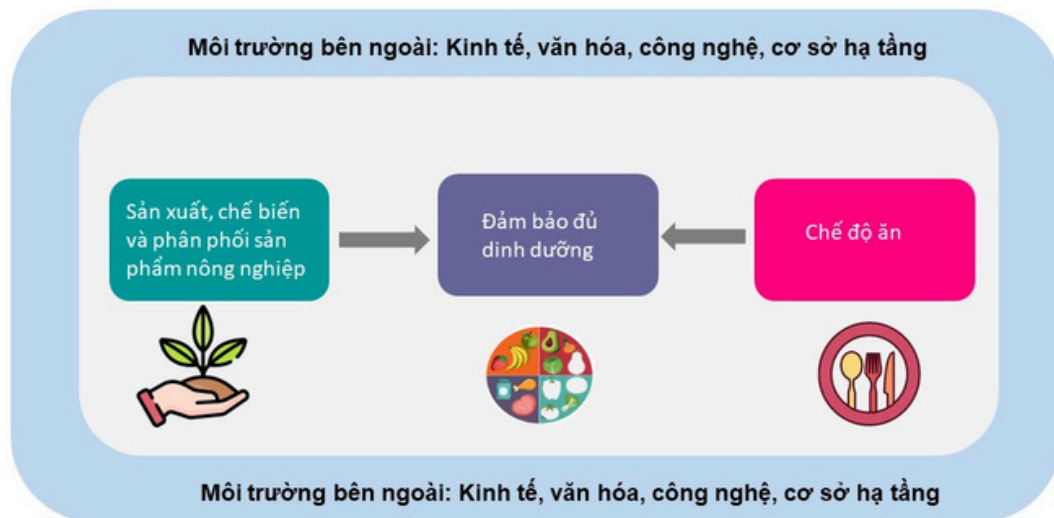 Môi trường bên ngoài: Kinh tế, văn hóa, công nghệ, cơ sở hạ tầng
Sản xuất, chế biến
và phân phối sản
phẩm nông nghiệp
Đảm bảo đủ
dinh dưỡng
Chế độ ăn
Môi trường bên ngoài: Kinh tế, văn hóa, công nghệ, cơ sở hạ tầng